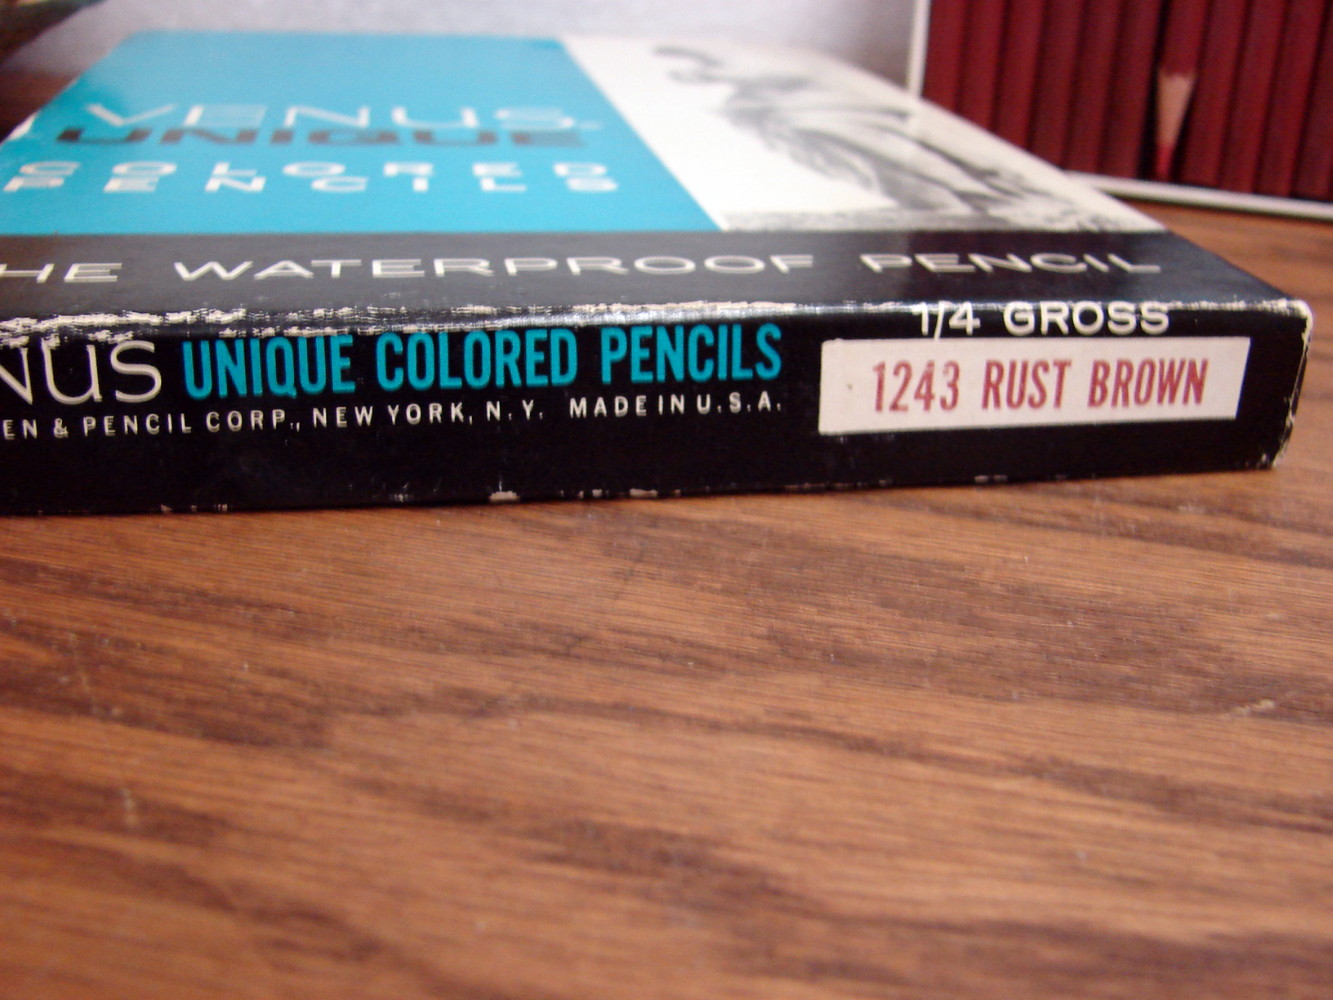 VENUS
UNIQUE
COLORED
PENCILS
HE WATERPROOF PENCIL
1/4 GROSS
NUS UNIQUE COLORED PENCILS
1243 RUST BROWN
EN & PENCIL CORP., NEW YORK, N.Y. MADE IN U.S.A.